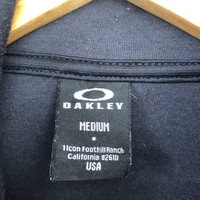 OAKLEY
MEDIUM
1 Icon Foothill Ranch
California 92610
USA